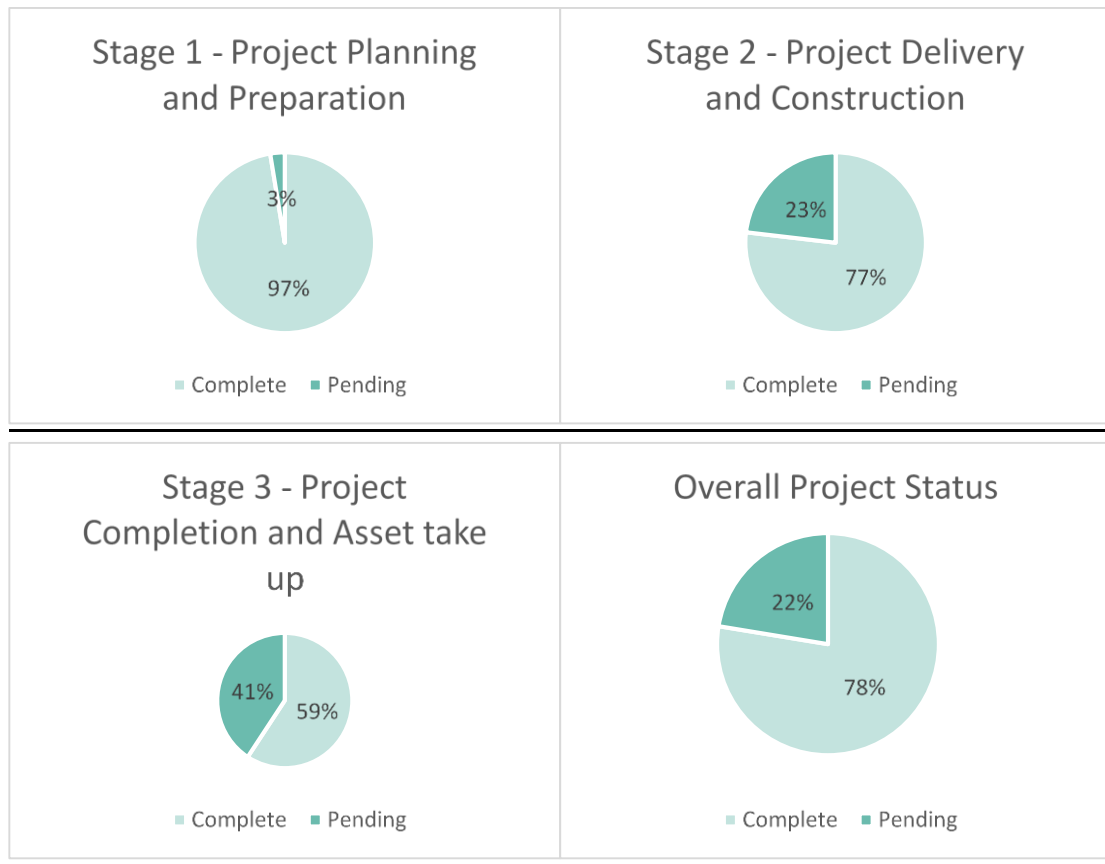 Stage 1 - Project Planning
and Preparation
3%
97%
Complete Pending
Stage 2 - Project Delivery
and Construction
23%
77%
Complete Pending
Stage 3 - Project
Completion and Asset take
up
41%
59%
Complete Pending
Overall Project Status
22%
78%
Complete Pending